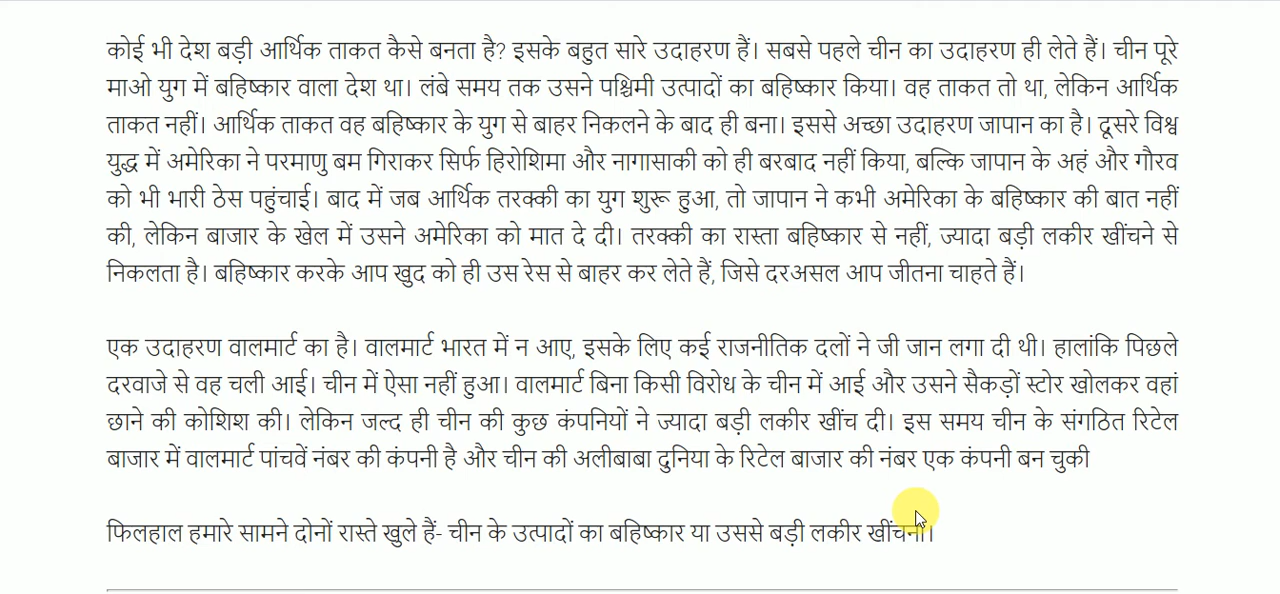 कोई भी देश बड़ी आर्थिक ताकत कैसे बनता है? इसके बहुत सारे उदाहरण हैं। सबसे पहले चीन का उदाहरण ही लेते हैं। चीन पूरे
माओ युग में बहिष्कार वाला देश था। लंबे समय तक उसने पश्चिमी उत्पादों का बहिष्कार किया। वह ताकत तो था, लेकिन आर्थिक
ताकत नहीं। आर्थिक ताकत वह बहिष्कार के युग से बाहर निकलने के बाद ही बना। इससे अच्छा उदाहरण जापान का है। दूसरे विश्व
युद्ध में अमेरिका ने परमाणु बम गिराकर सिर्फ हिरोशिमा और नागासाकी को ही बरबाद नहीं किया, बल्कि जापान के अहं और गौरव
को भी भारी ठेस पहुंचाई। बाद में जब आर्थिक तरक्की का युग शुरू हुआ, तो जापान ने कभी अमेरिका के बहिष्कार की बात नहीं
की, लेकिन बाजार के खेल में उसने अमेरिका को मात दे दी। तरक्की का रास्ता बहिष्कार से नहीं, ज्यादा बड़ी लकीर खींचने से
निकलता है। बहिष्कार करके आप खुद को ही उस रेस से बाहर कर लेते हैं, जिसे दरअसल आप जीतना चाहते हैं।
एक उदाहरण वालमार्ट का है। वालमार्ट भारत में न आए, इसके लिए कई राजनीतिक दलों ने जी जान लगा दी थी। हालांकि पिछले
दरवाजे से वह चली आई। चीन में ऐसा नहीं हुआ। वालमार्ट बिना किसी विरोध के चीन में आई और उसने सैकड़ों स्टोर खोलकर वहां
छाने की कोशिश की। लेकिन जल्द ही चीन की कुछ कंपनियों ने ज्यादा बड़ी लकीर खींच दी। इस समय चीन के संगठित रिटेल
बाजार में वालमार्ट पांचवें नंबर की कंपनी है और चीन की अलीबाबा दुनिया के रिटेल बाजार की नंबर एक कंपनी बन चुकी
फिलहाल हमारे सामने दोनों रास्ते खुले हैं- चीन के उत्पादों का बहिष्कार या उससे बड़ी लकीर खींचना।